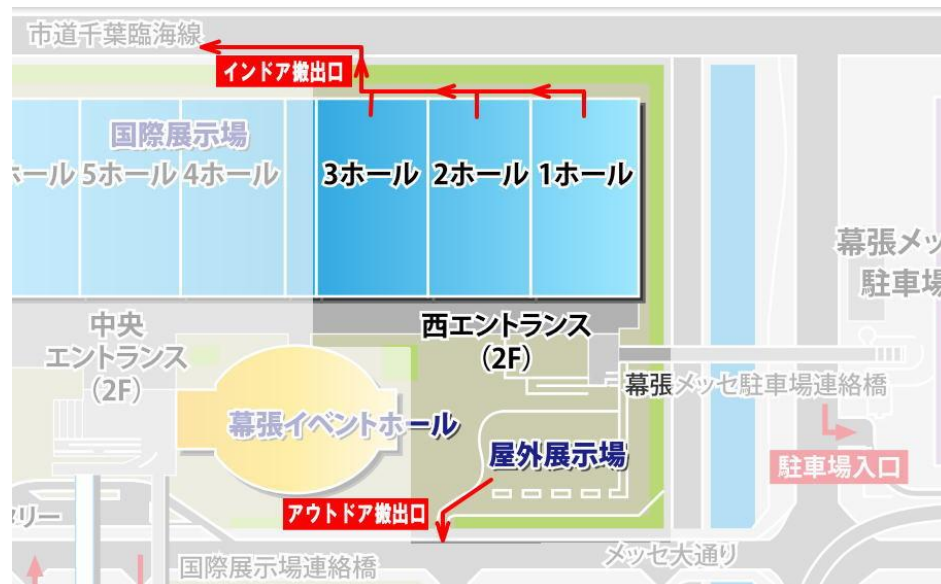 市道千葉臨海線
インドア搬出口
国際展示場
ホール
5ホール
4ホール
3ホール
2ホール
1ホール
幕張メッ
駐車場
中央
エントランス
(2F)
西エントランス
(2F)
幕張メッセ駐車場連絡橋
幕張イベントホール
屋外展示場
駐車場入口
アウトドア搬出口
タリー
メッセ大通り
国際展示場連絡橋